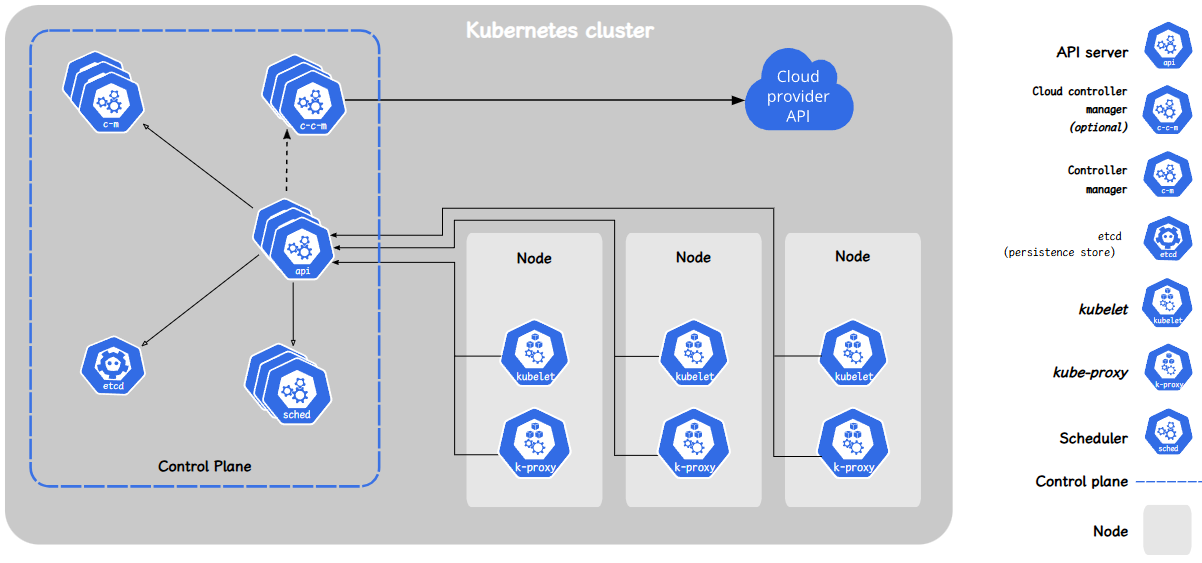 Kubernetes cluster
c-m
c-c-m
Cloud
provider
API
api
etcd
sched
Control Plane
Node
Node
Node
kubelet
kubelet
kubelet
k-proxy
k-proxy
k-proxy
API server
api
Cloud controller
manager
(optional)
c-c-m
Controller
manager
c-m
etcd
(persistence store)
etcd
kubelet
kubelet
kube-proxy
k-proxy
Scheduler
sched
Control plane
Node